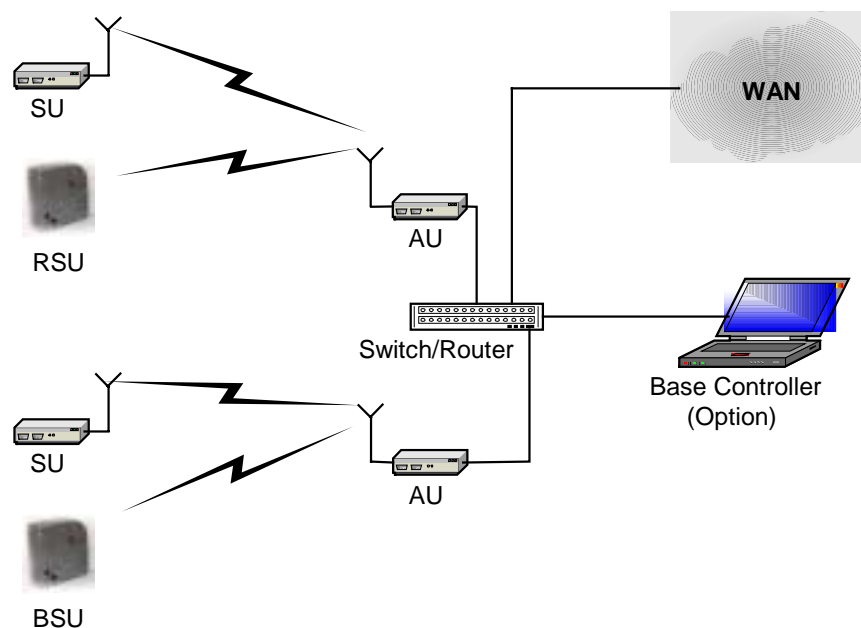 SU
WAN
RSU
AU
Switch/Router
Base Controller
(Option)
SU
AU
BSU